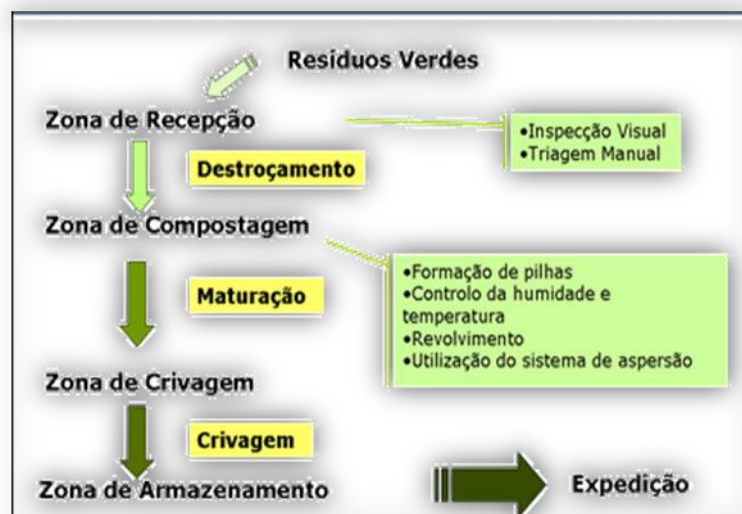 Resíduos Verdes
Zona de Recepção
•Inspecção Visual
•Triagem Manual
Destroçamento
Zona de Compostagem
•Formação de pilhas
•Controlo da humidade e
temperatura
•Revolvimento
•Utilização do sistema de aspersão
Maturação
Zona de Crivagem
Crivagem
Zona de Armazenamento
Expedição